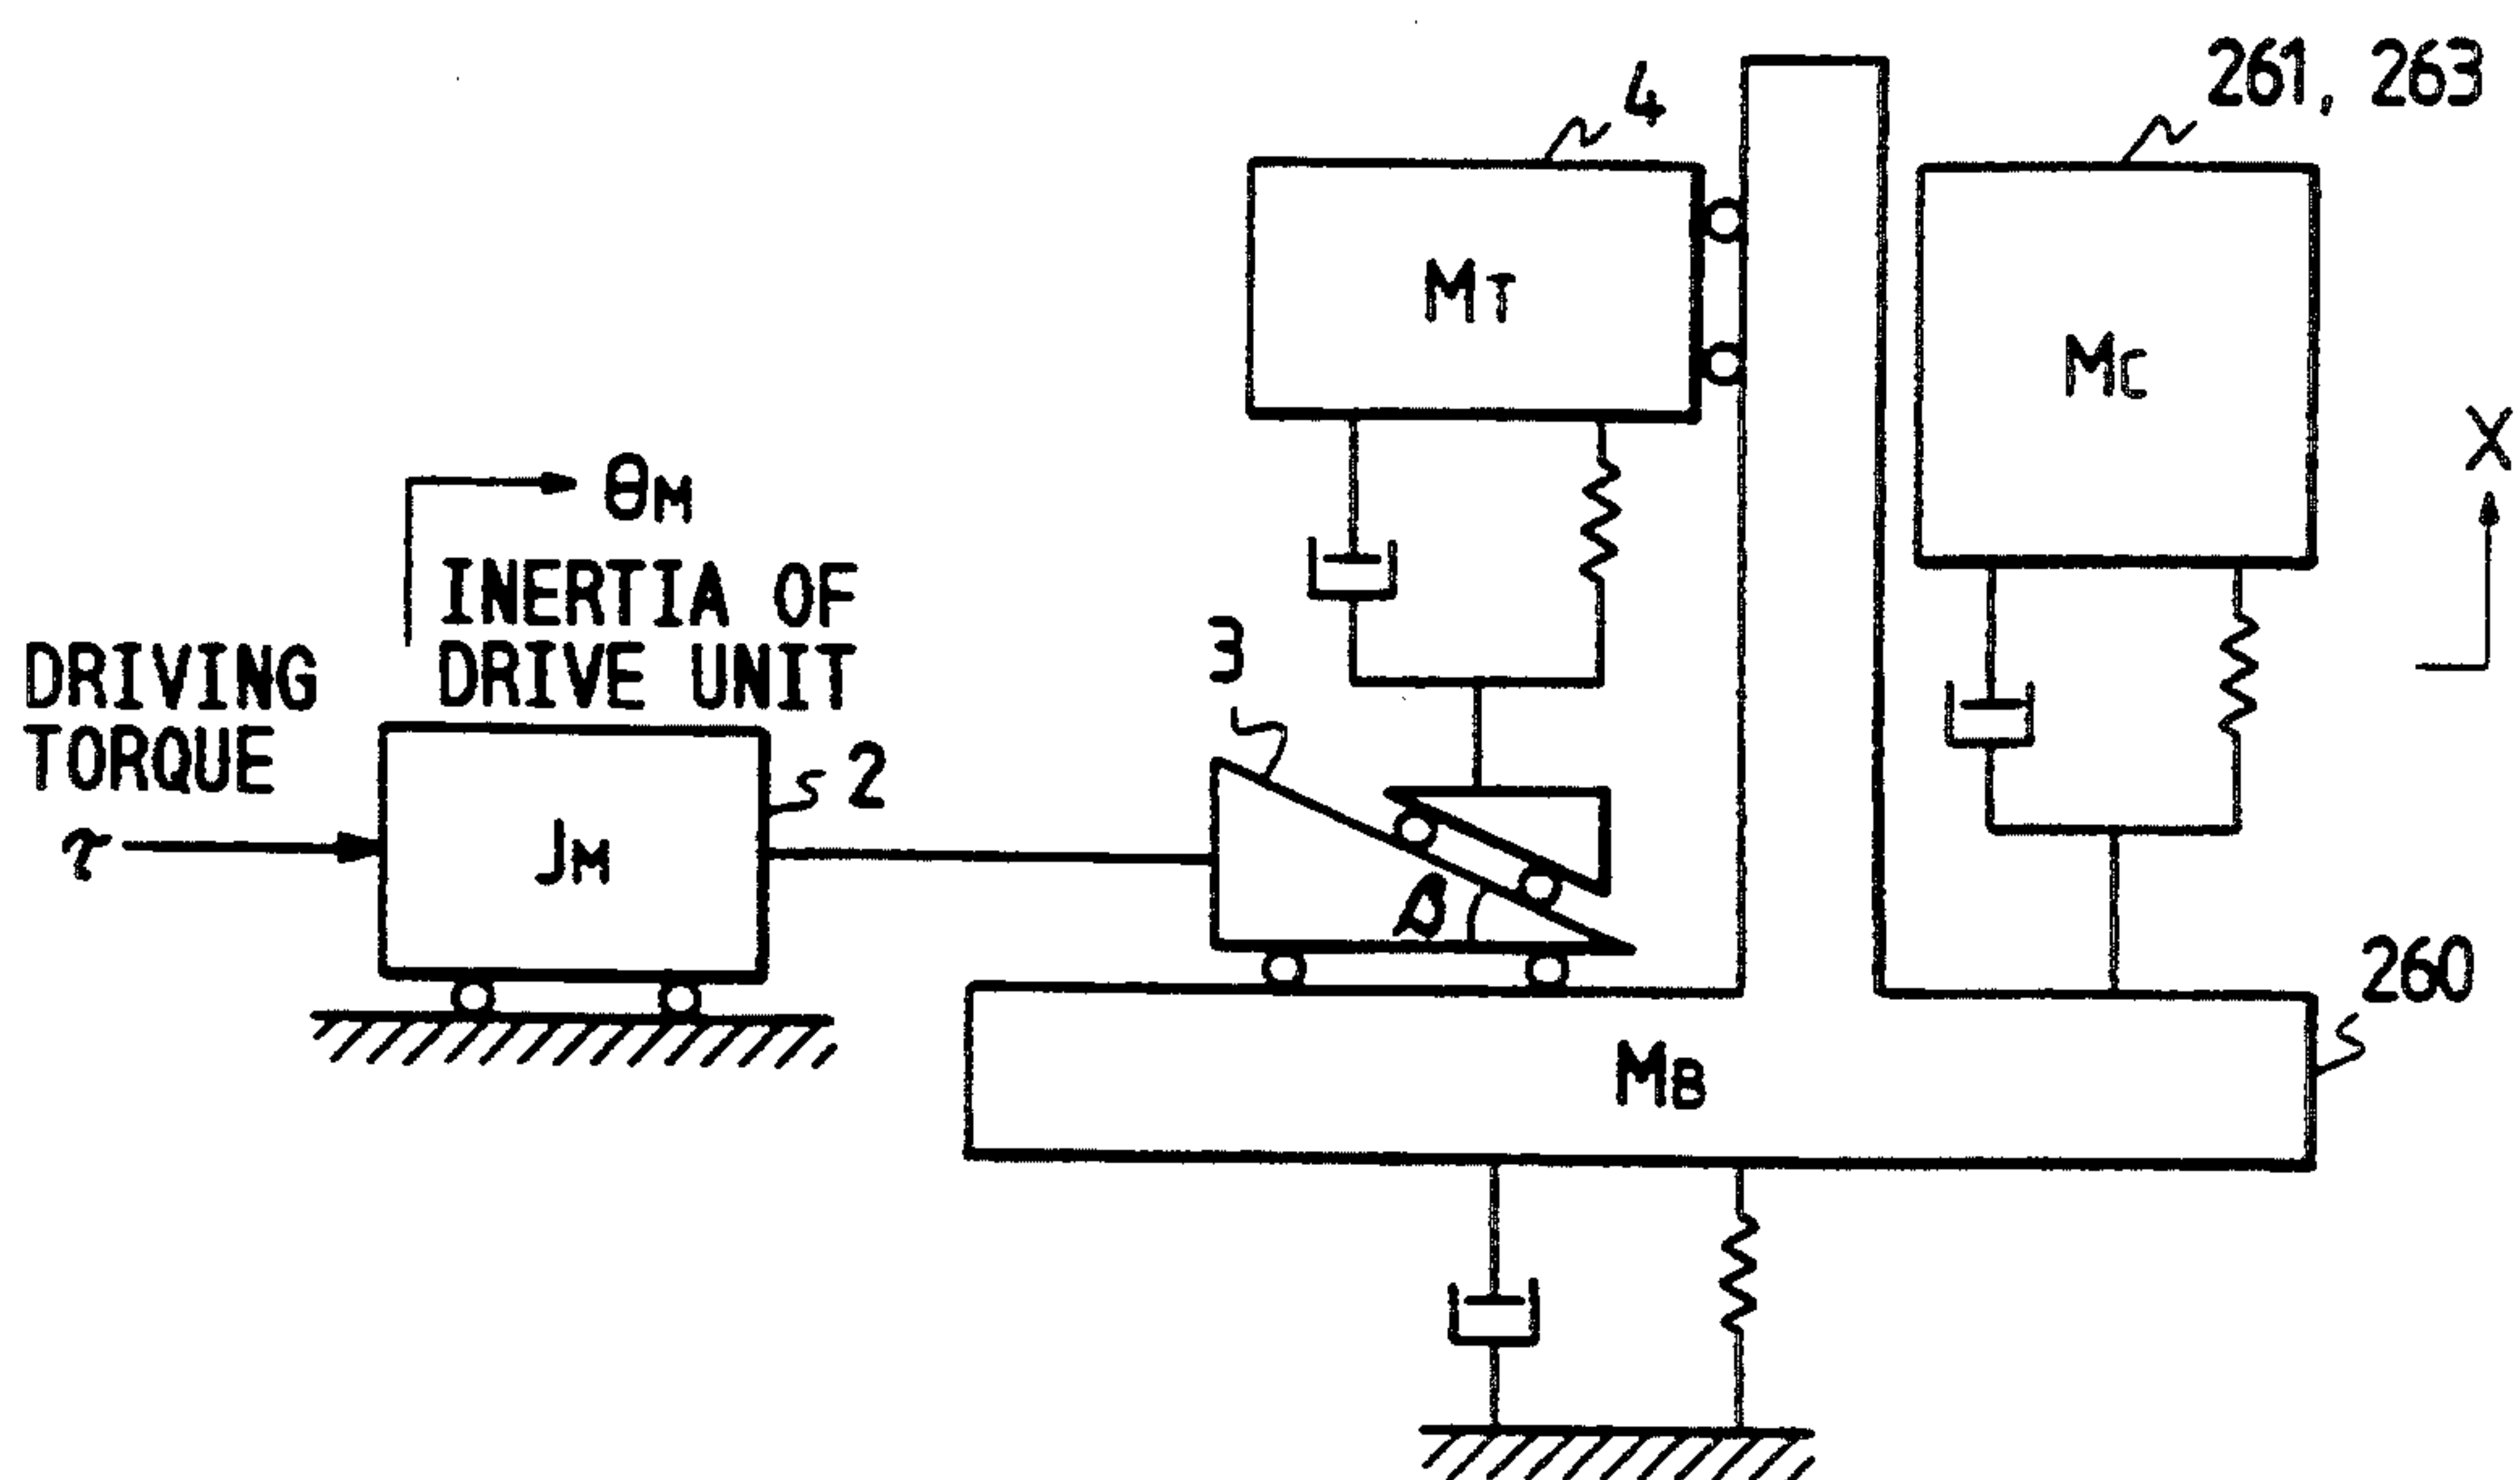 261, 263
4
MT
MC
X
θM
INERTIA OF
DRIVE UNIT
DRIVING
TORQUE
3
2
τ
JM
β
260
MB